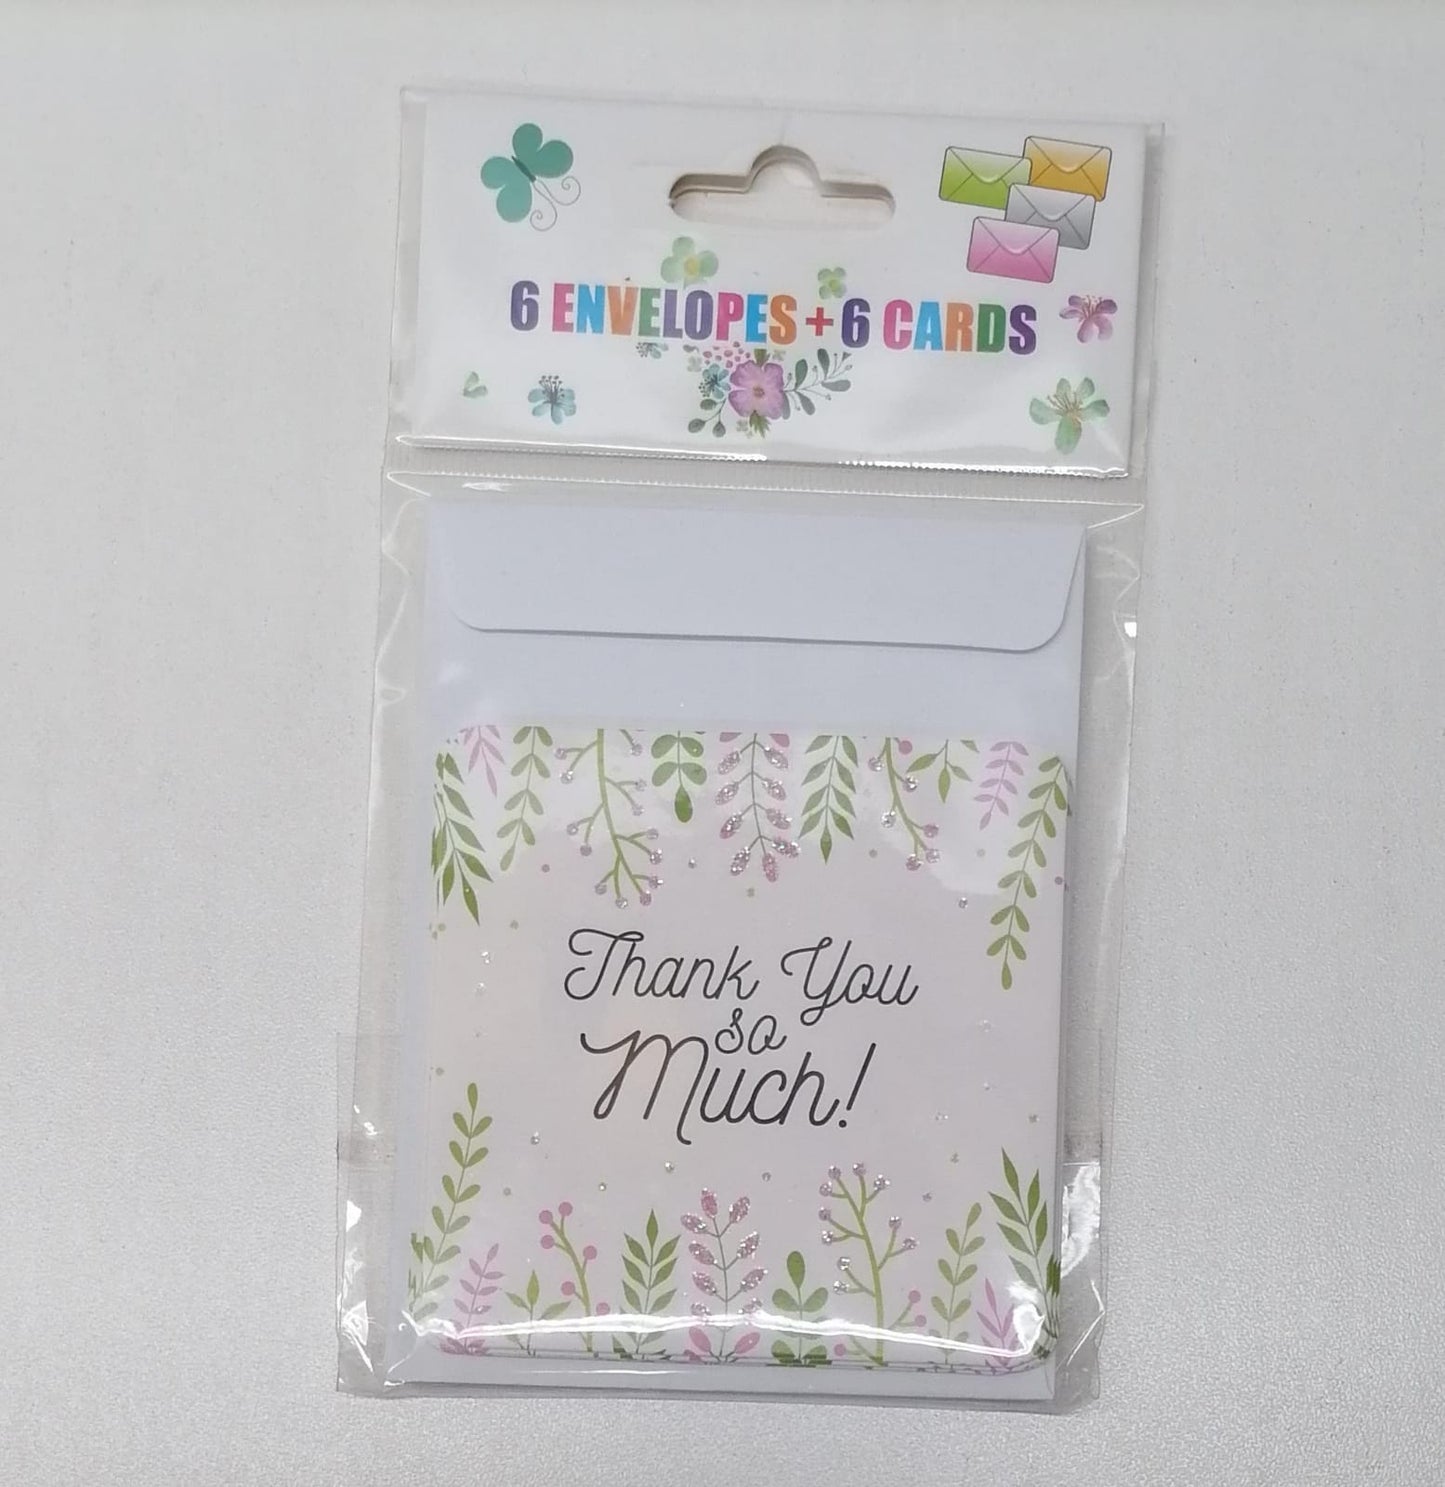 6 ENVELOPES + 6 CARDS
Thank You
so
Much!